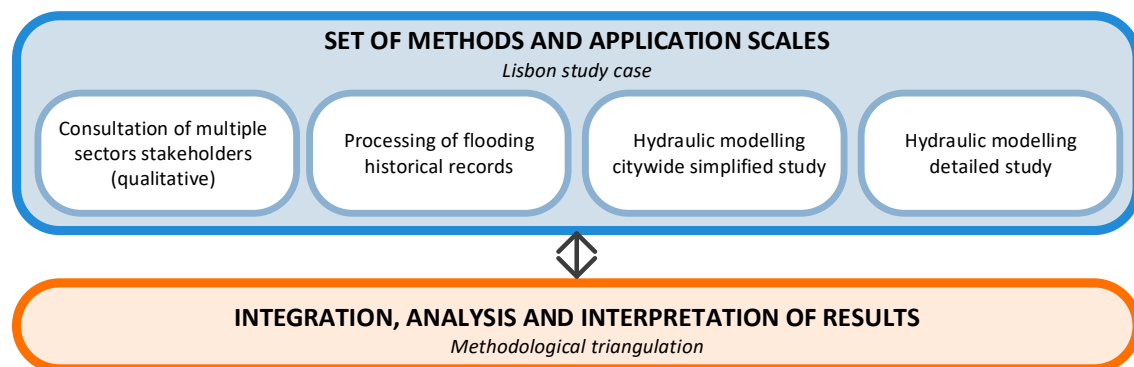 SET OF METHODS AND APPLICATION SCALES
Lisbon study case
Consultation of multiple
sectors stakeholders
(qualitative)
Processing of flooding
historical records
Hydraulic modelling
citywide simplified study
Hydraulic modelling
detailed study
INTEGRATION, ANALYSIS AND INTERPRETATION OF RESULTS
Methodological triangulation